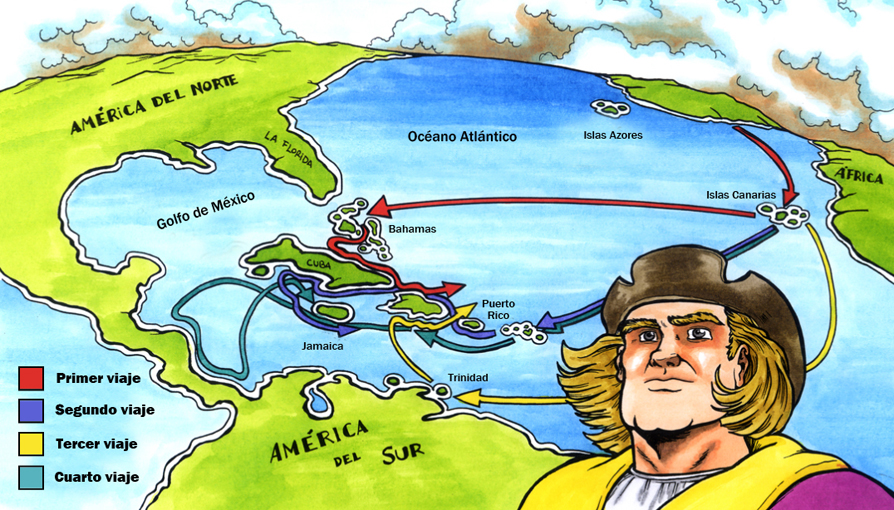 AMÉRICA DEL NORTE
LA FLORIDA
Océano Atlántico
Islas Azores
ÁFRICA
Islas Canarias
Golfo de México
Bahamas
CUBA
Puerto
Rico
Jamaica
Trinidad
Primer viaje
Segundo viaje
Tercer viaje
Cuarto viaje
AMÉRICA
DEL SUR